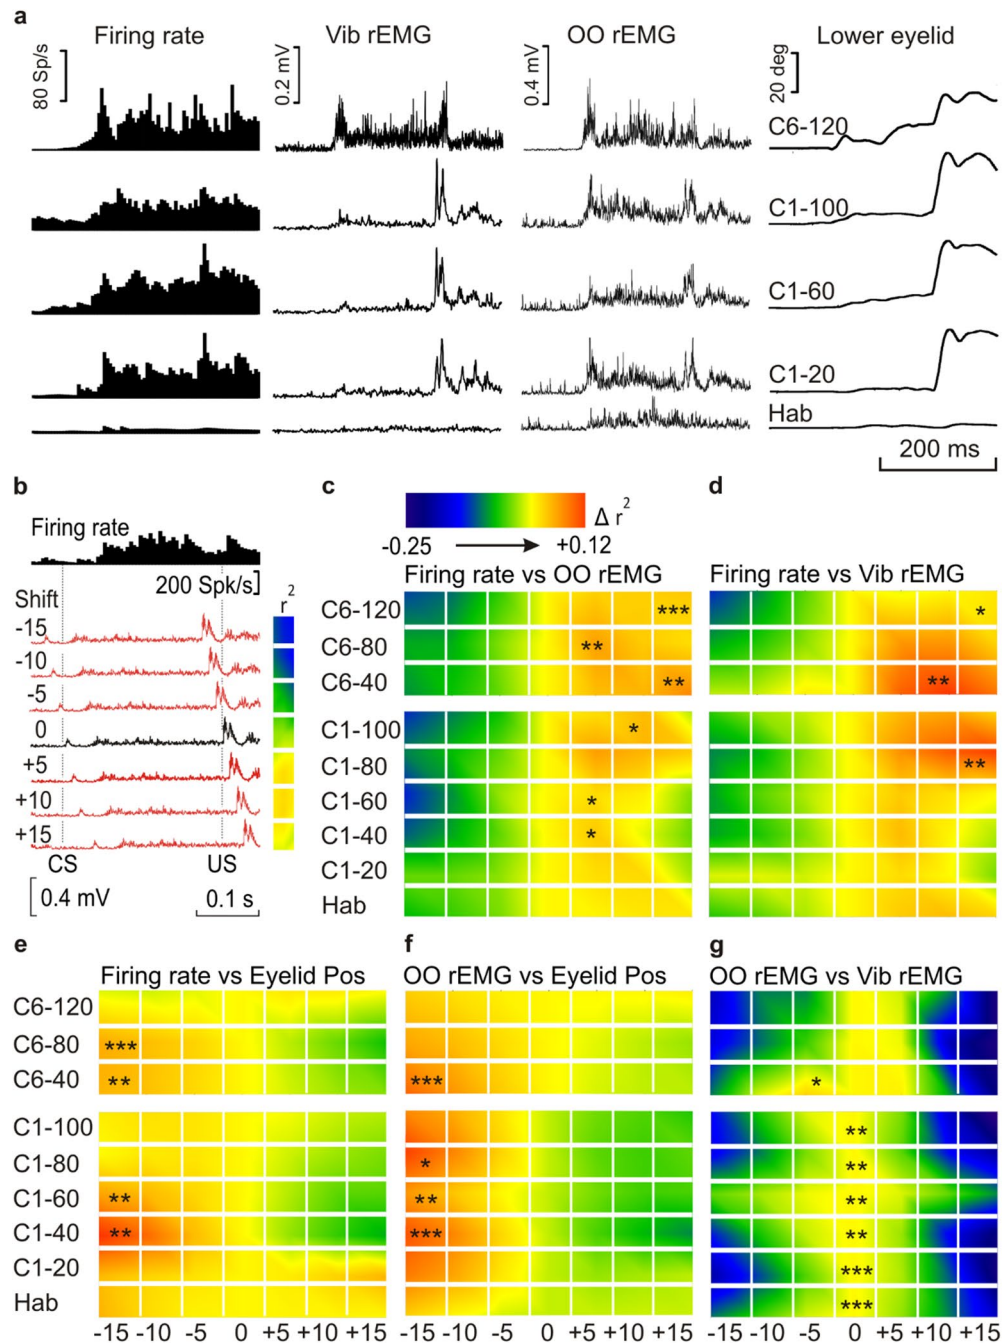 a
Firing rate
Vib rEMG
OO rEMG
Lower eyelid
80 Sp/s
0.2 mV
0.4 mV
20 deg
C6-120
C1-100
C1-60
C1-20
Hab
200 ms
b
Firing rate
200 Spk/s
Shift
r²
-15
-10
-5
0
+5
+10
+15
CS
US
0.4 mV
0.1 s
c
Δ r²
-0.25
+0.12
Firing rate vs OO rEMG
C6-120
***
C6-80
**
C6-40
**
C1-100
*
C1-80
C1-60
*
C1-40
*
C1-20
Hab
d
Firing rate vs Vib rEMG
*
**
**
e
Firing rate vs Eyelid Pos
C6-120
C6-80
***
C6-40
**
C1-100
C1-80
C1-60
**
C1-40
**
C1-20
Hab
-15 -10 -5 0 +5 +10 +15
f
OO rEMG vs Eyelid Pos
***
*
**
***
-15 -10 -5 0 +5 +10 +15
g
OO rEMG vs Vib rEMG
*
**
**
**
**
***
***
-15 -10 -5 0 +5 +10 +15